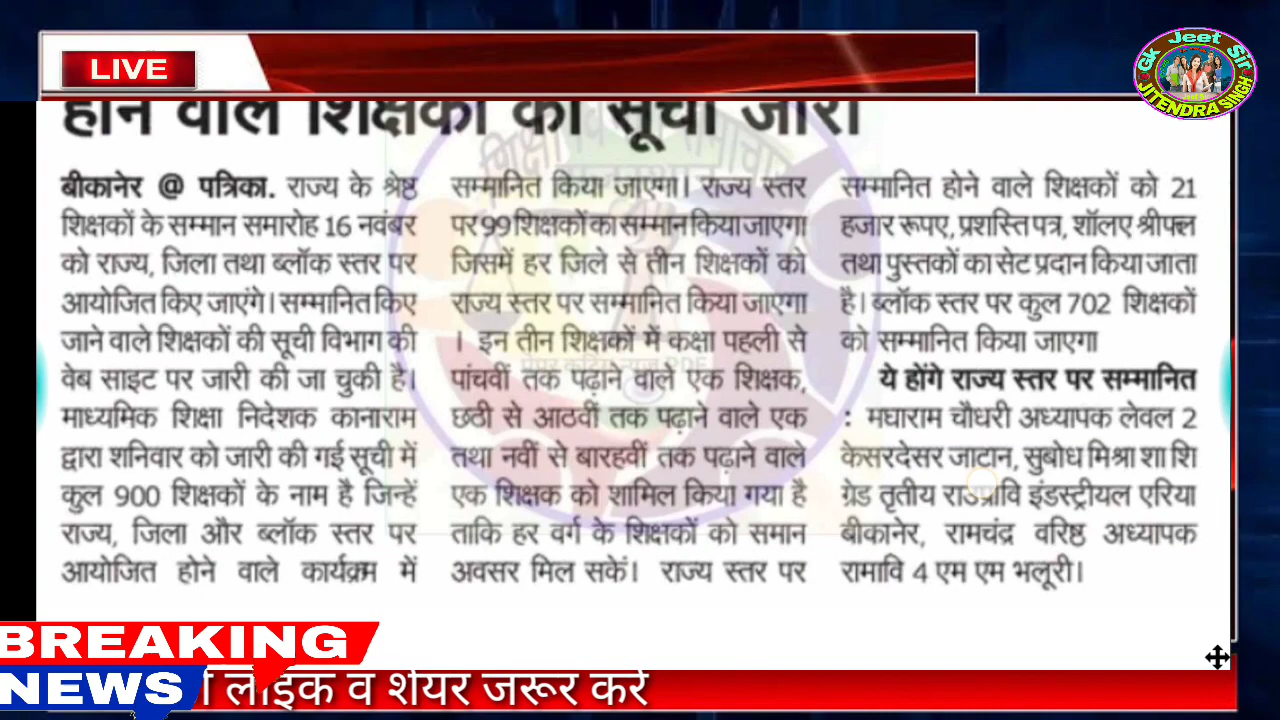 LIVE
Gk Jeet Sir
JITENDRA SINGH
होने वाले शिक्षकों की सूची जारी
बीकानेर @ पत्रिका. राज्य के श्रेष्ठ
शिक्षकों के सम्मान समारोह 16 नवंबर
को राज्य, जिला तथा ब्लॉक स्तर पर
आयोजित किए जाएंगे। सम्मानित किए
जाने वाले शिक्षकों की सूची विभाग की
वेब साइट पर जारी की जा चुकी है।
माध्यमिक शिक्षा निदेशक कानाराम
द्वारा शनिवार को जारी की गई सूची में
कुल 900 शिक्षकों के नाम है जिन्हें
राज्य, जिला और ब्लॉक स्तर पर
आयोजित होने वाले कार्यक्रम में
सम्मानित किया जाएगा। राज्य स्तर
पर 99 शिक्षकों का सम्मान किया जाएगा
जिसमें हर जिले से तीन शिक्षकों को
राज्य स्तर पर सम्मानित किया जाएगा
। इन तीन शिक्षकों में कक्षा पहली से
पांचवीं तक पढ़ाने वाले एक शिक्षक,
छठी से आठवीं तक पढ़ाने वाले एक
तथा नवीं से बारहवीं तक पढ़ाने वाले
एक शिक्षक को शामिल किया गया है
ताकि हर वर्ग के शिक्षकों को समान
अवसर मिल सकें। राज्य स्तर पर
सम्मानित होने वाले शिक्षकों को 21
हजार रूपए, प्रशस्ति पत्र, शॉलए श्रीफल
तथा पुस्तकों का सेट प्रदान किया जाता
है। ब्लॉक स्तर पर कुल 702 शिक्षकों
को सम्मानित किया जाएगा
ये होंगे राज्य स्तर पर सम्मानित
: मघाराम चौधरी अध्यापक लेवल 2
केसरदेसर जाटान, सुबोध मिश्रा शा शि
ग्रेड तृतीय राउप्रावि इंडस्ट्रीयल एरिया
बीकानेर, रामचंद्र वरिष्ठ अध्यापक
रामावि 4 एम एम भलूरी।
BREAKING
NEWS
लाइक व शेयर जरूर करे